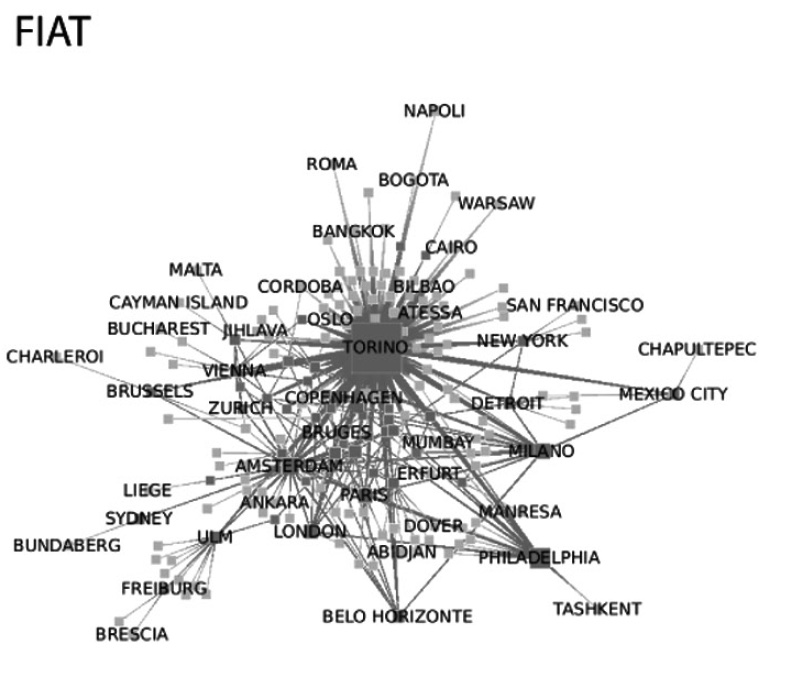 FIAT
NAPOLI
ROMA
BOGOTA
WARSAW
BANGKOK
CAIRO
MALTA
CORDOBA
BILBAO
CAYMAN ISLAND
SAN FRANCISCO
OSLO
ATESSA
BUCHAREST
JIHLAVA
TORINO
NEW YORK
CHAPULTEPEC
CHARLEROI
VIENNA
BRUSSELS
COPENHAGEN
MEXICO CITY
ZURICH
DETROIT
BRUGES
MUMBAY
MILANO
AMSTERDAM
ERFURT
LIEGE
PARIS
ANKARA
MANRESA
SYDNEY
DOVER
LONDON
ULM
BUNDABERG
ABIDJAN
PHILADELPHIA
FREIBURG
TASHKENT
BELO HORIZONTE
BRESCIA